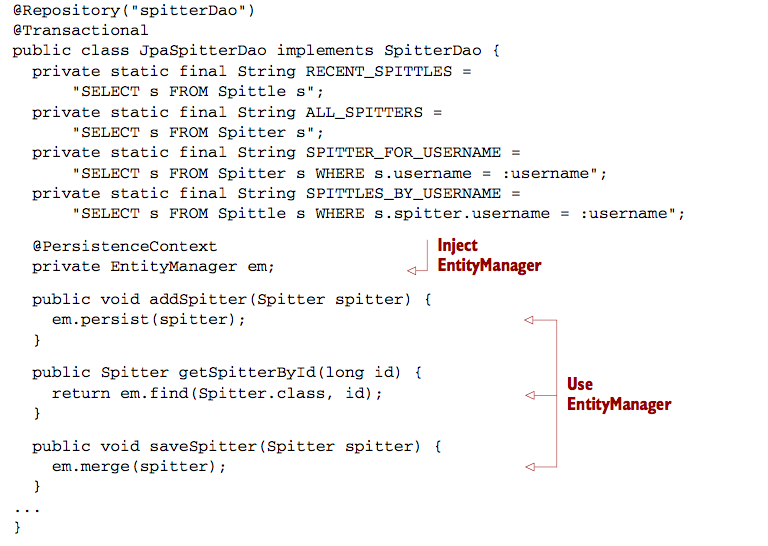 @Repository("spitterDao")
@Transactional
public class JpaSpitterDao implements SpitterDao {
private static final String RECENT_SPITTLES =
"SELECT s FROM Spittle s";
private static final String ALL_SPITTERS =
"SELECT s FROM Spitter s";
private static final String SPITTER_FOR_USERNAME =
"SELECT s FROM Spitter s WHERE s.username = :username";
private static final String SPITTLES_BY_USERNAME =
"SELECT s FROM Spittle s WHERE s.spitter.username = :username";
@PersistenceContext
private EntityManager em;
Inject
EntityManager
public void addSpitter(Spitter spitter) {
em.persist(spitter);
}
public Spitter getSpitterById(long id) {
return em.find(Spitter.class, id);
}
Use
EntityManager
public void saveSpitter(Spitter spitter) {
em.merge(spitter);
}
...
}